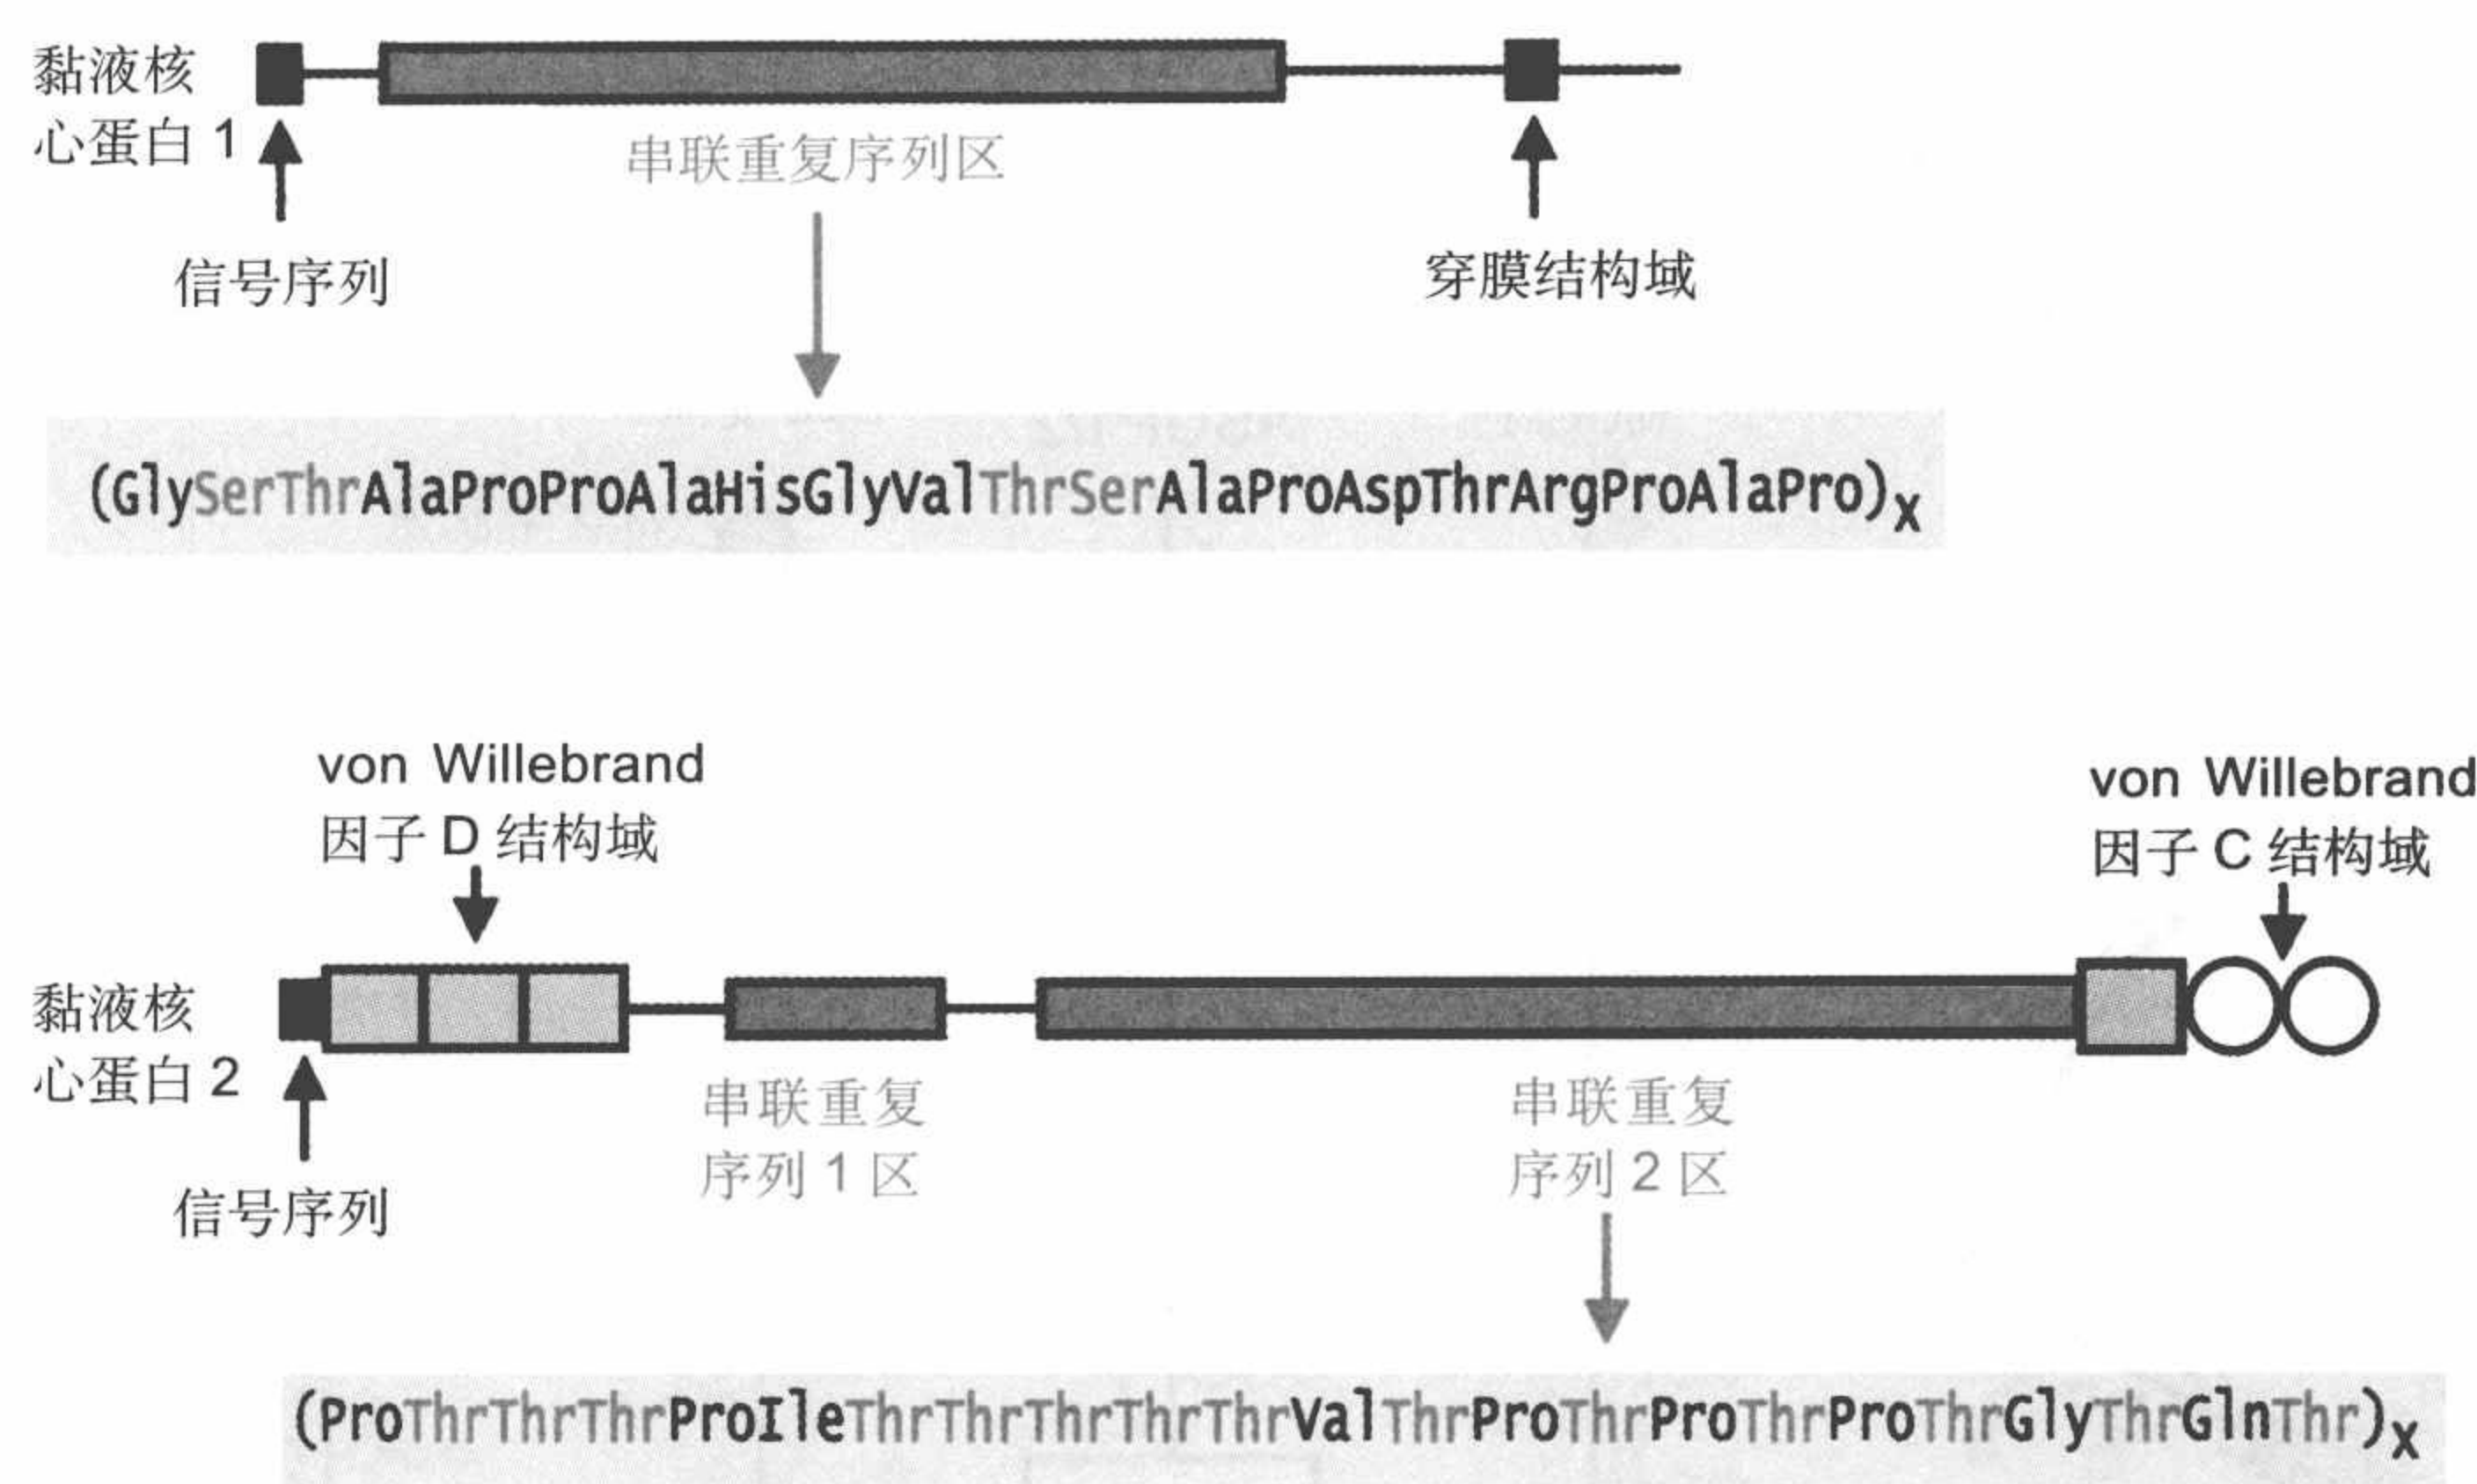 黏液核
心蛋白 1
串联重复序列区
信号序列
穿膜结构域
(GlySerThrAlaProProAlaHisGlyValThrSerAlaProAspThrArgProAlaPro)x
von Willebrand
因子 D 结构域
von Willebrand
因子 C 结构域
黏液核
心蛋白 2
串联重复
序列 1 区
串联重复
序列 2 区
信号序列
(ProThrThrThrProIleThrThrThrThrThrValThrProThrProThrProThrGlyThrGlnThr)x